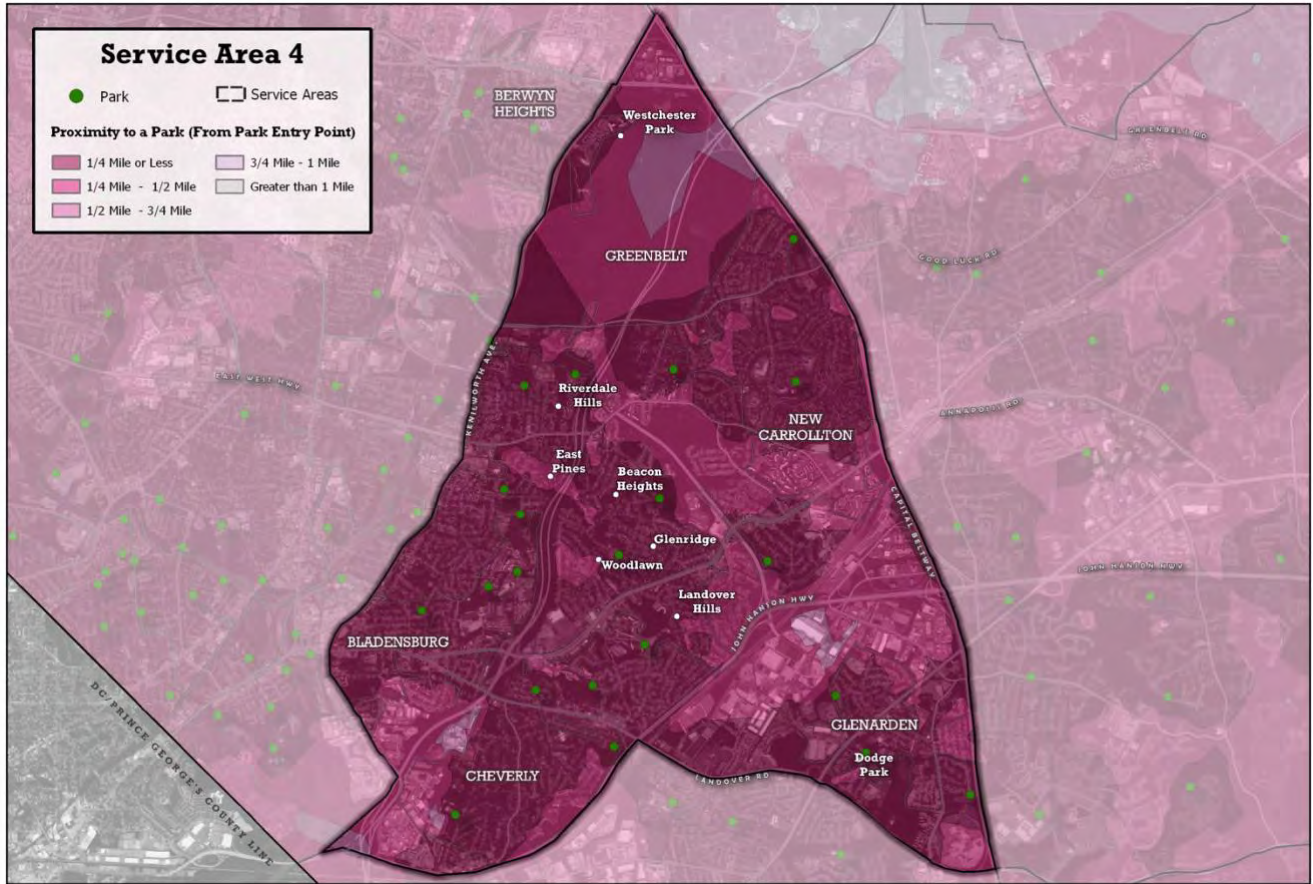 Service Area 4
Park
Service Areas
Proximity to a Park (From Park Entry Point)
1/4 Mile or Less
3/4 Mile - 1 Mile
1/4 Mile - 1/2 Mile
Greater than 1 Mile
1/2 Mile - 3/4 Mile
BERWYN
HEIGHTS
Westchester
Park
GREENBELT RD
GREENBELT
GOOD LUCK RD
KENILWORTH AVE
EAST WEST HWY
Riverdale
Hills
ANNAPOLIS RD
NEW
CARROLLTON
East
Pines
Beacon
Heights
CAPITAL BELTWAY
Glenridge
Woodlawn
JOHN HANSON HWY
Landover
Hills
JOHN HANSON HWY
BLADENSBURG
GLENARDEN
Dodge
Park
CHEVERLY
LANDOVER RD
DC/PRINCE GEORGE'S COUNTY LINE